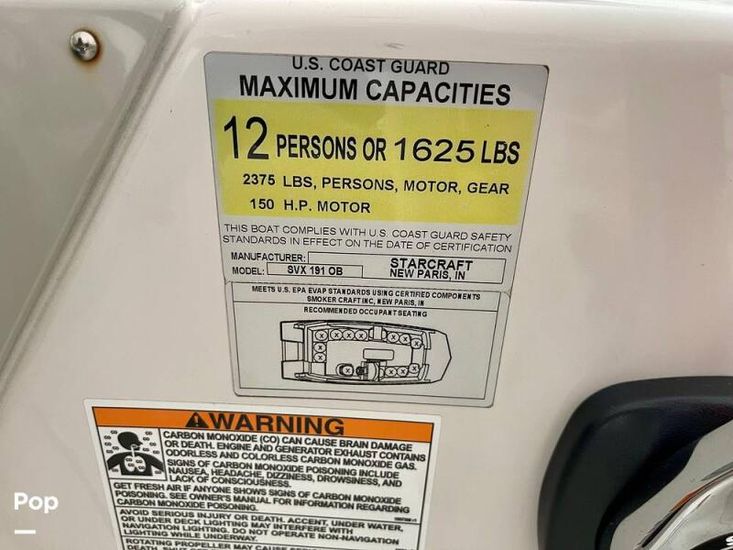 U.S. COAST GUARD
MAXIMUM CAPACITIES
12 PERSONS OR 1625 LBS
2375 LBS, PERSONS, MOTOR, GEAR
150 H.P. MOTOR
THIS BOAT COMPLIES WITH U.S. COAST GUARD SAFETY
STANDARDS IN EFFECT ON THE DATE OF CERTIFICATION
MANUFACTURER: STARCRAFT
MODEL: SVX 191 OB NEW PARIS, IN
MEETS U.S. EPA EVAP STANDARDS USING CERTIFIED COMPONENTS
SMOKER CRAFT INC, NEW PARIS, IN
RECOMMENDED OCCUPANT SEATING
WARNING
CARBON MONOXIDE (CO) CAN CAUSE BRAIN DAMAGE
OR DEATH. ENGINE AND GENERATOR EXHAUST CONTAINS
ODORLESS AND COLORLESS CARBON MONOXIDE GAS.
SIGNS OF CARBON MONOXIDE POISONING INCLUDE
NAUSEA, HEADACHE, DIZZINESS, DROWSINESS, AND
LACK OF CONSCIOUSNESS.
GET FRESH AIR IF ANYONE SHOWS SIGNS OF CARBON MONOXIDE
POISONING. SEE OWNER'S MANUAL FOR INFORMATION REGARDING
CARBON MONOXIDE POISONING.
AVOID SERIOUS INJURY OR DEATH. ACCENT, UNDER WATER,
OR UNDER DECK LIGHTING MAY INTERFERE WITH
NAVIGATION LIGHTING. DO NOT OPERATE NON-NAVIGATION
LIGHTING WHILE UNDERWAY.
ROTATING PROPELLER MAY CAUSE SERIOUS
Pop